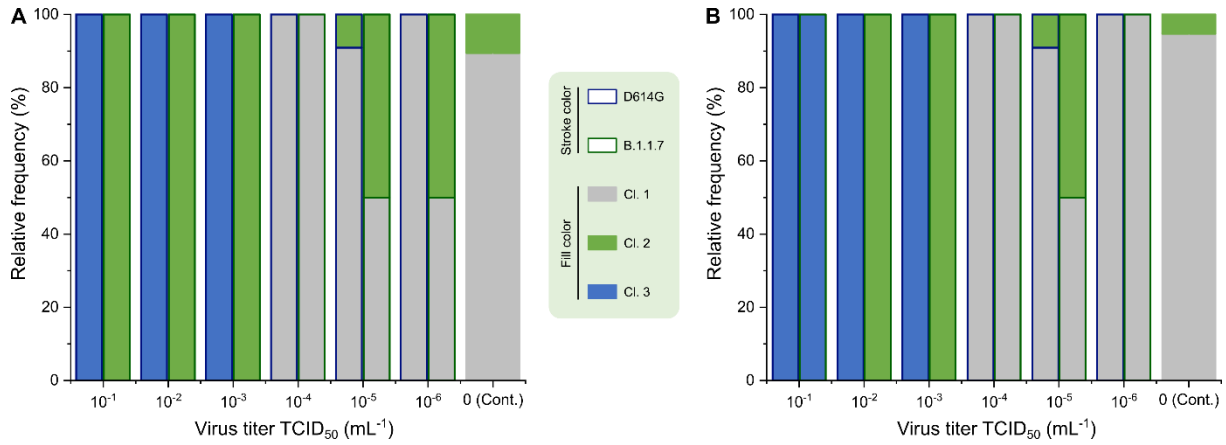 A
100
80
60
40
20
0
Relative frequency (%)
10⁻¹ 10⁻² 10⁻³ 10⁻⁴ 10⁻⁵ 10⁻⁶ 0 (Cont.)
Virus titer TCID₅₀ (mL⁻¹)
Stroke color
D614G
B.1.1.7
Fill color
Cl. 1
Cl. 2
Cl. 3
B
100
80
60
40
20
0
Relative frequency (%)
10⁻¹ 10⁻² 10⁻³ 10⁻⁴ 10⁻⁵ 10⁻⁶ 0 (Cont.)
Virus titer TCID₅₀ (mL⁻¹)